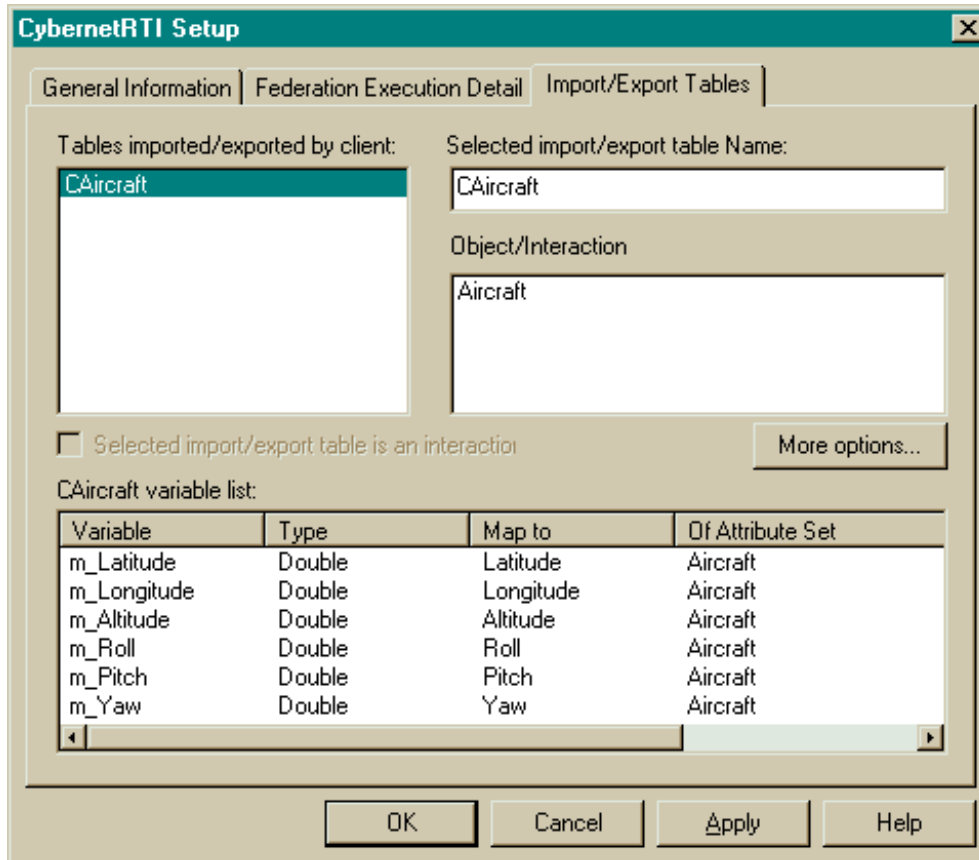 CybernetRTI Setup
General Information
Federation Execution Detail
Import/Export Tables
Tables imported/exported by client:
CAircraft
Selected import/export table Name:
CAircraft
Object/Interaction
Aircraft
Selected import/export table is an interaction
More options...
CAircraft variable list:
Variable Type Map to Of Attribute Set
m_Latitude Double Latitude Aircraft
m_Longitude Double Longitude Aircraft
m_Altitude Double Altitude Aircraft
m_Roll Double Roll Aircraft
m_Pitch Double Pitch Aircraft
m_Yaw Double Yaw Aircraft
OK Cancel Apply Help